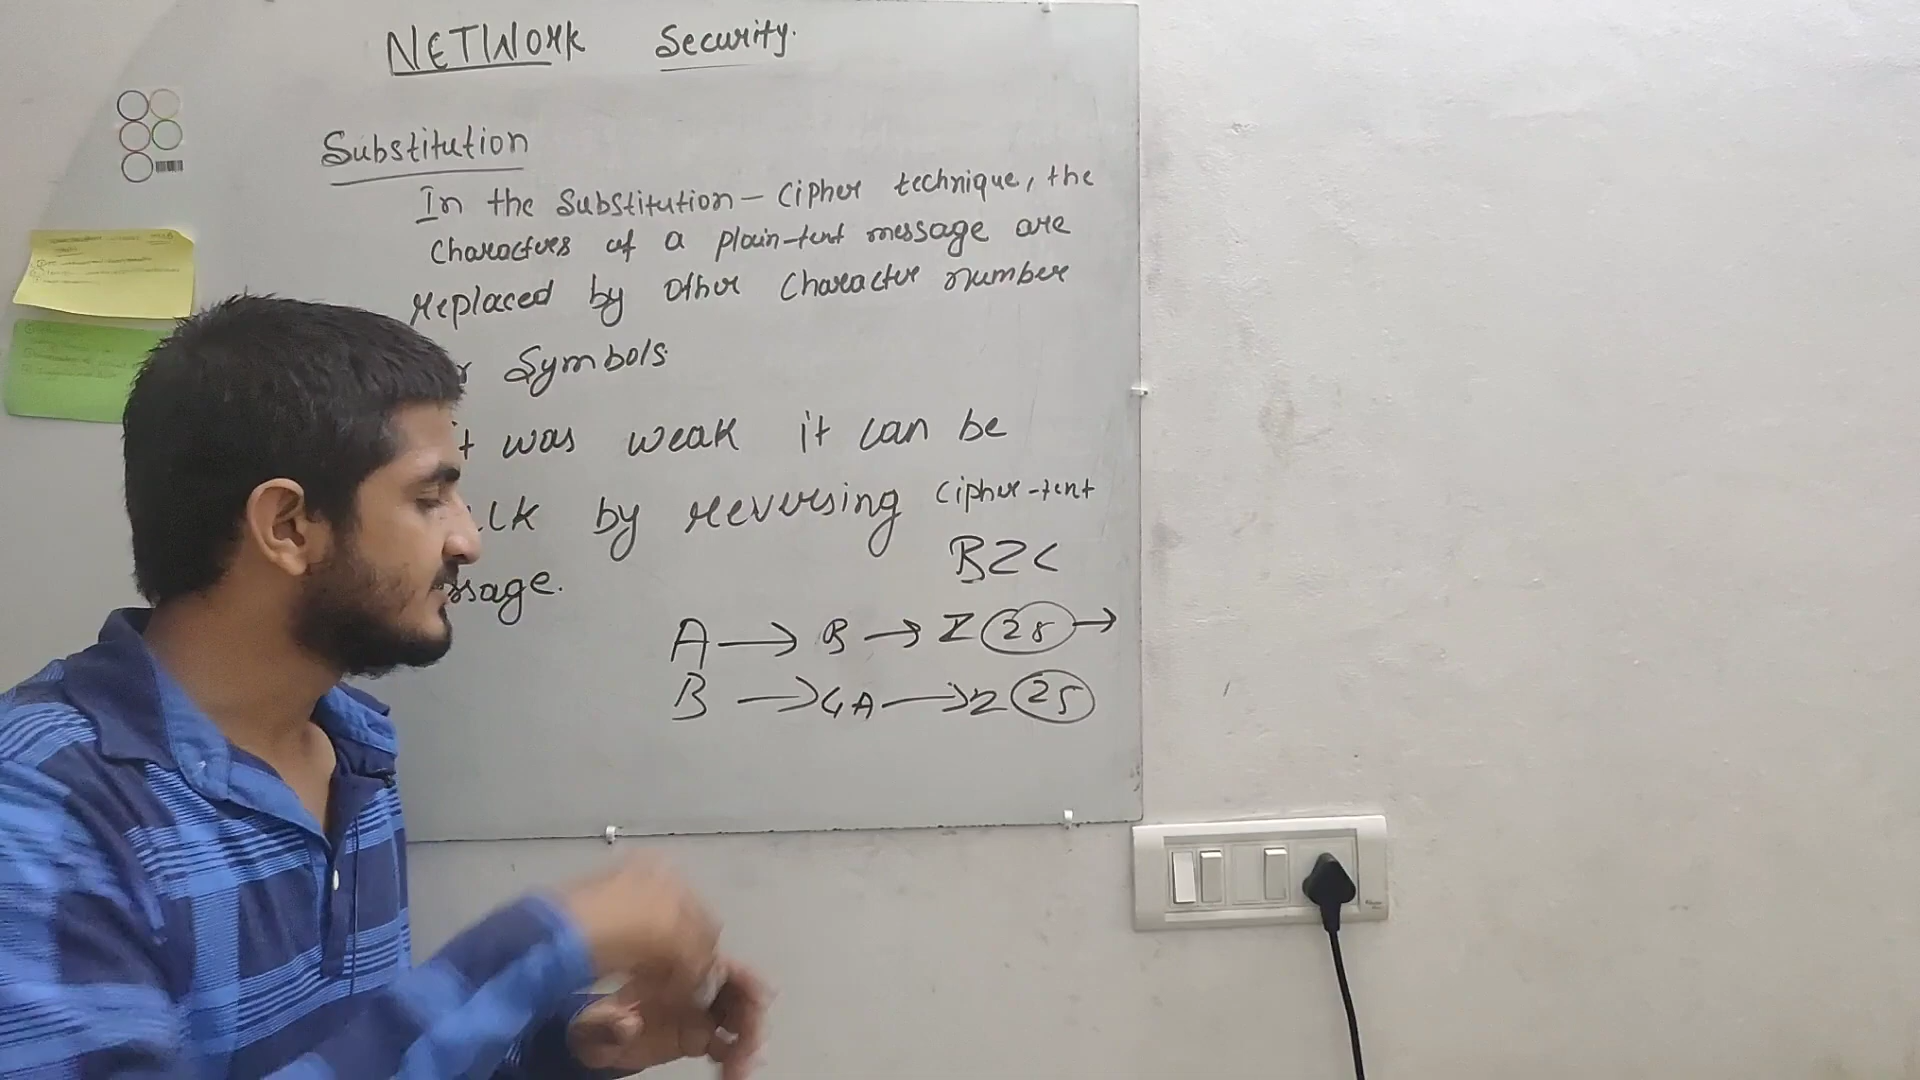 NETWORK Security.
Substitution
In the Substitution - Cipher technique, the
Characters of a plain-text message are
replaced by other Character number
r Symbols.
t was weak it can be
by reversing Cipher-text
ssage.
BZC
A → B → Z 25 →
B → C A → Z 25